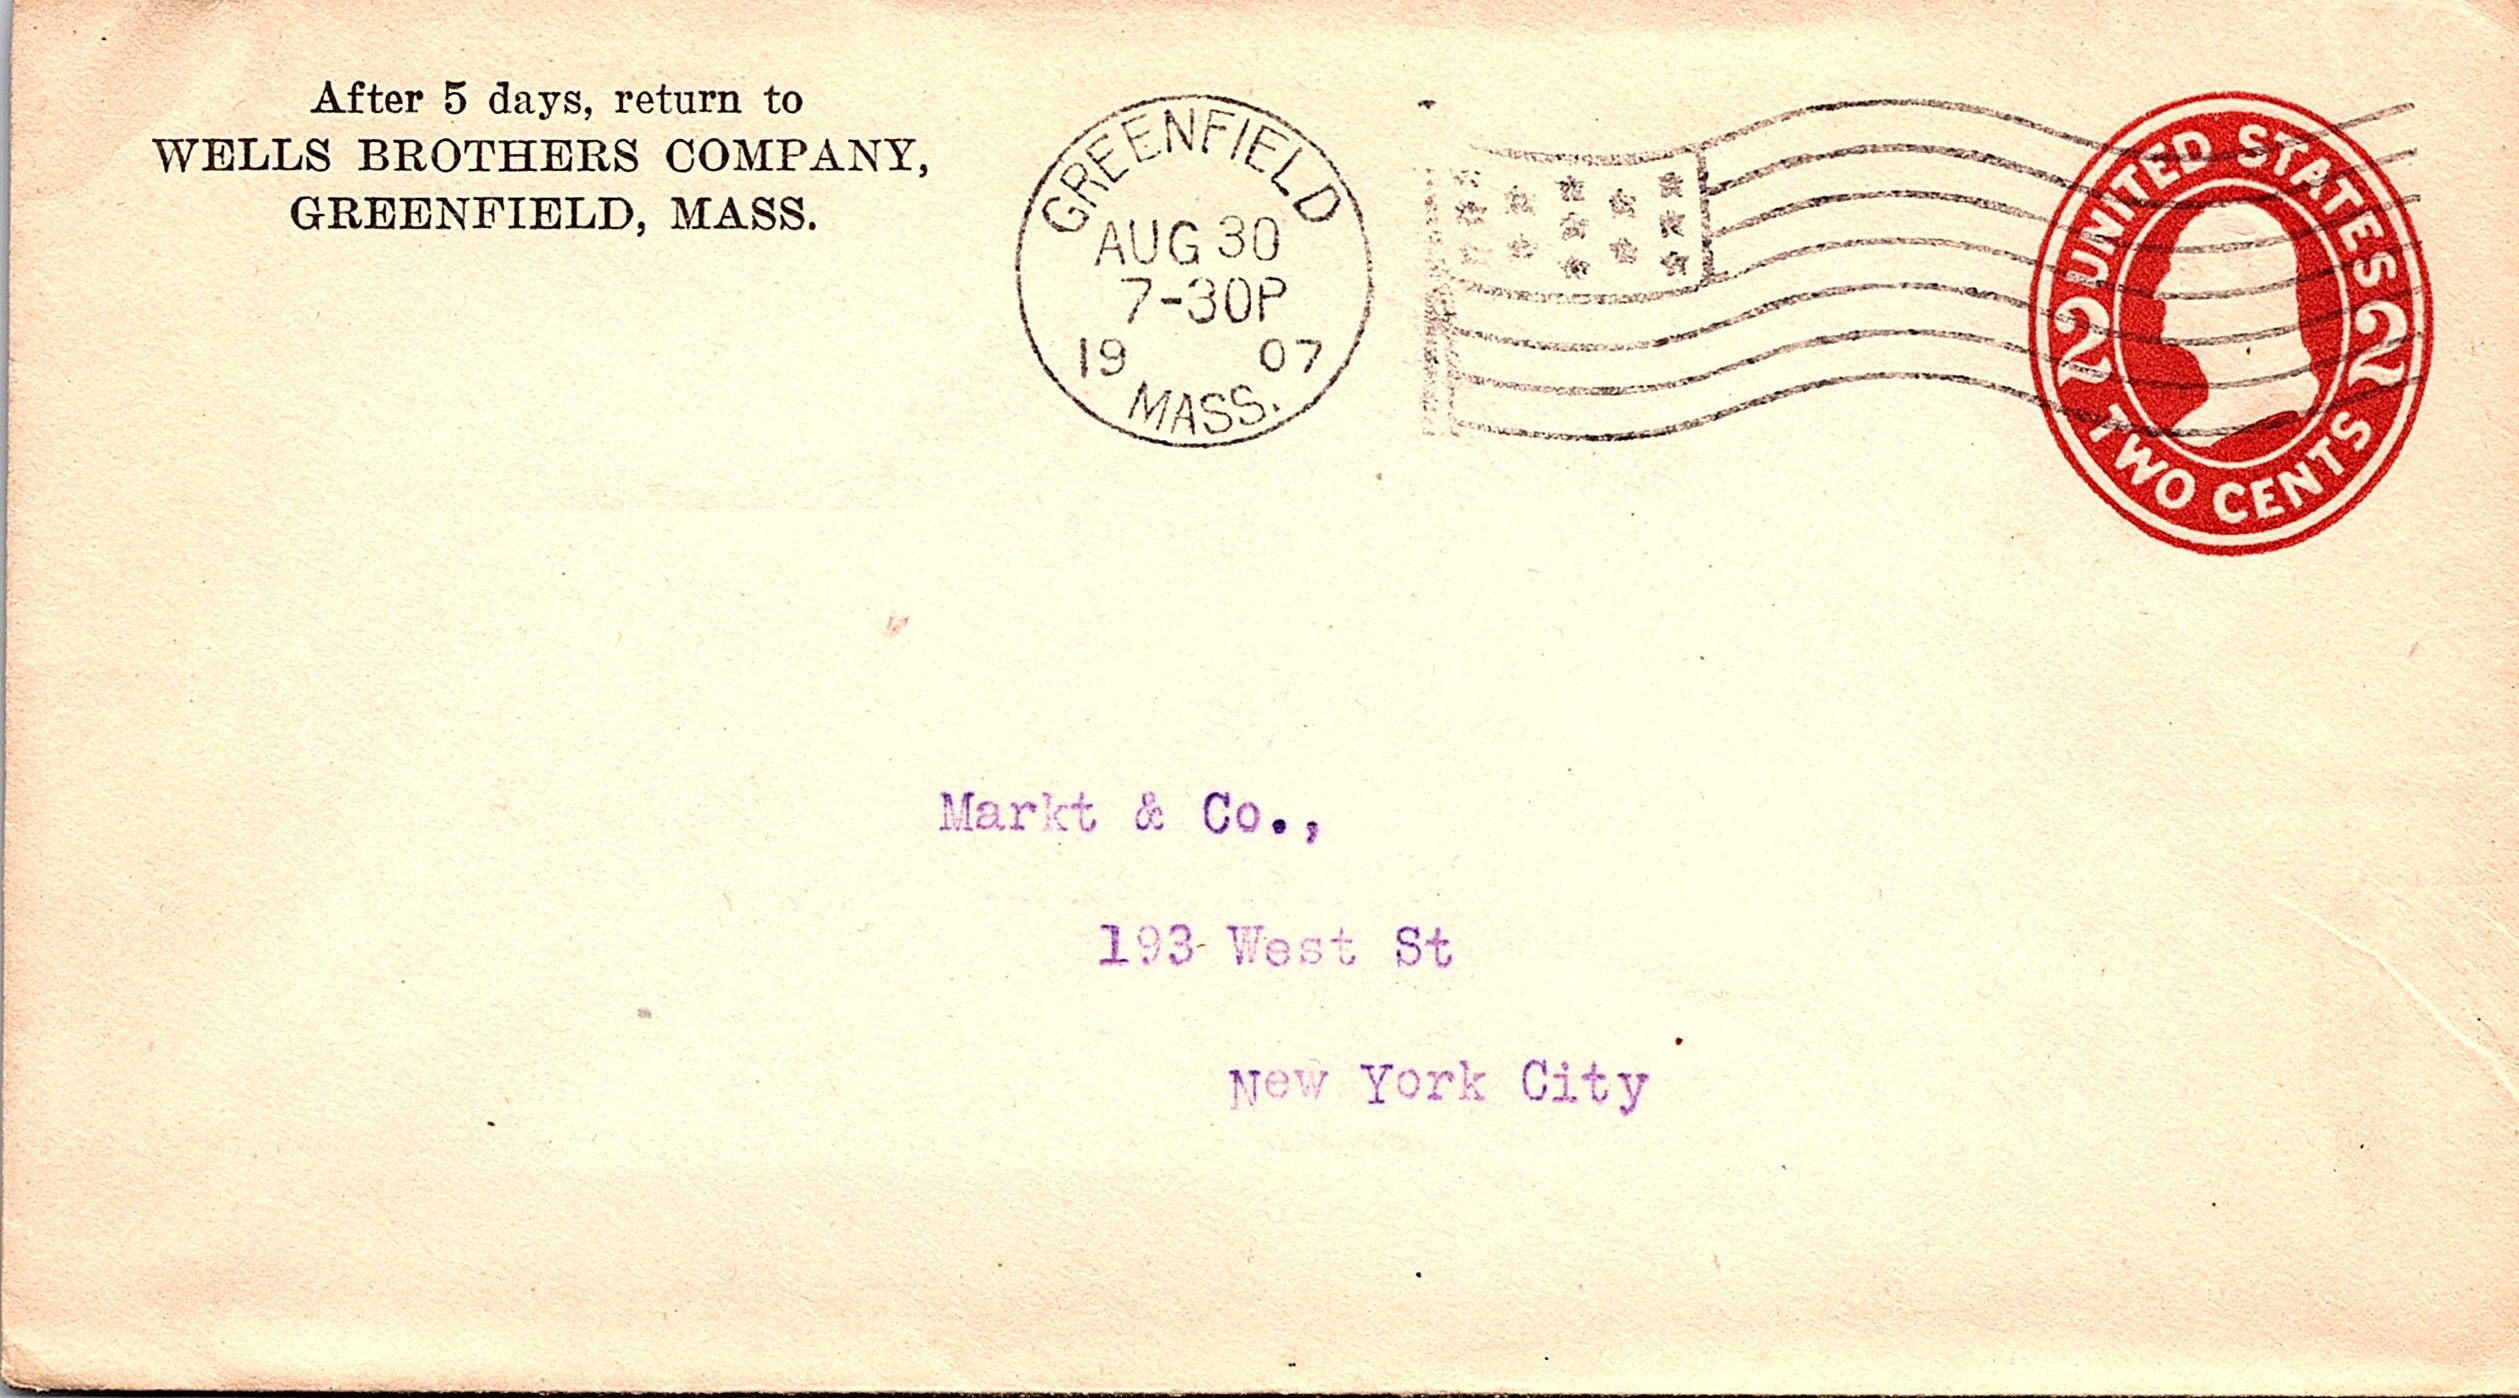 After 5 days, return to
WELLS BROTHERS COMPANY,
GREENFIELD, MASS.
GREENFIELD
AUG 30
7-30P
19 07
MASS.
UNITED STATES
2 2
TWO CENTS
Markt & Co.,
193 West St
New York City